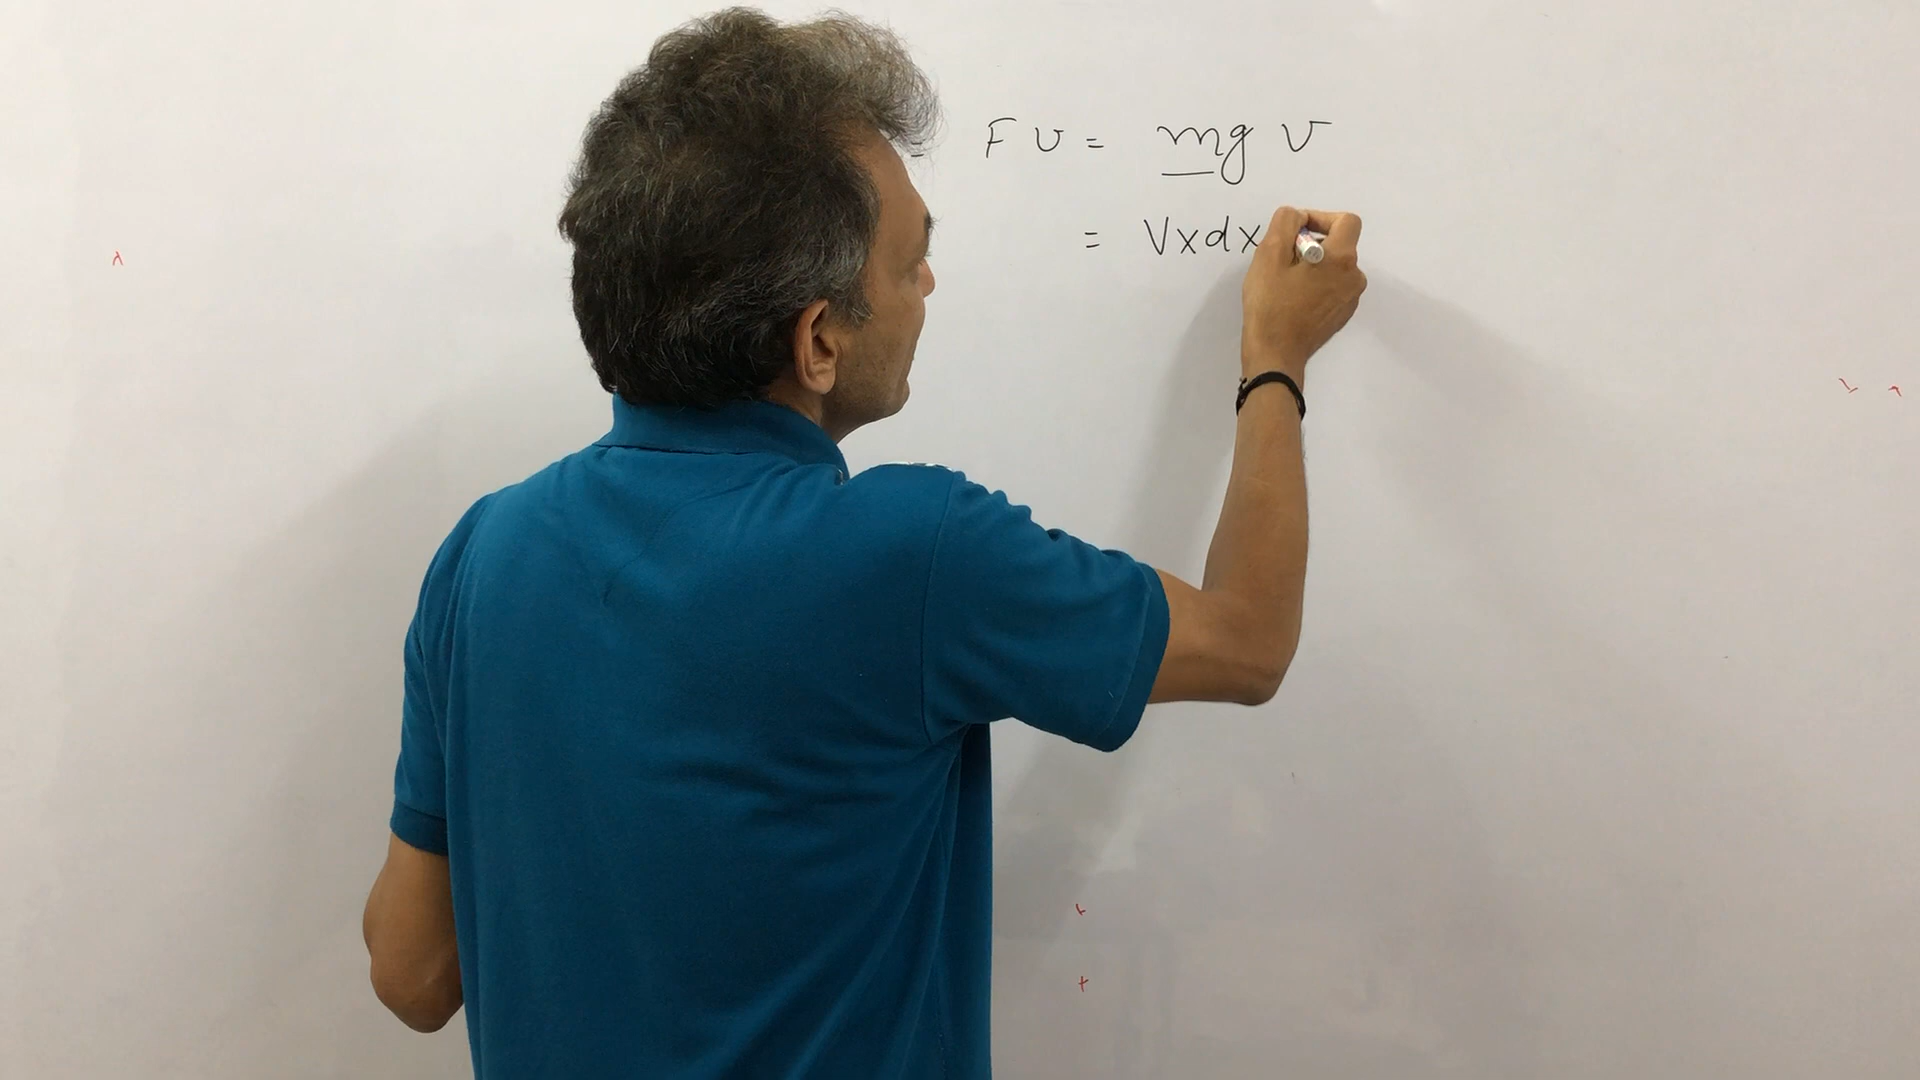 = F v = mg v
= V x d x